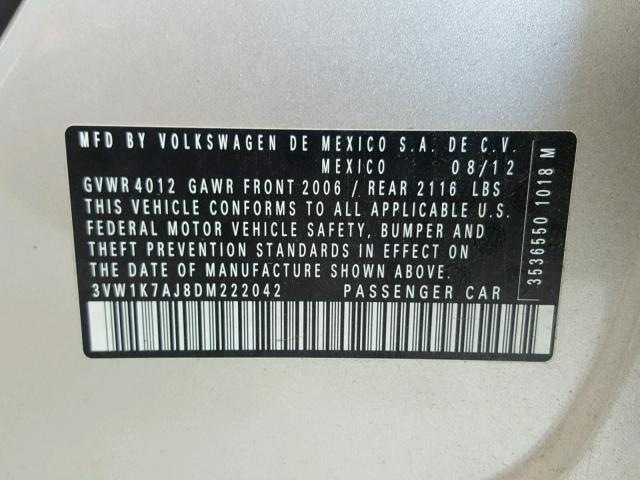 MFD BY VOLKSWAGEN DE MEXICO S.A. DE C.V.
MEXICO 08/12
GVWR 4012 GAWR FRONT 2006 / REAR 2116 LBS
THIS VEHICLE CONFORMS TO ALL APPLICABLE U.S.
FEDERAL MOTOR VEHICLE SAFETY, BUMPER AND
THEFT PREVENTION STANDARDS IN EFFECT ON
THE DATE OF MANUFACTURE SHOWN ABOVE.
3VW1K7AJ8DM222042 PASSENGER CAR
3536550 1018 M